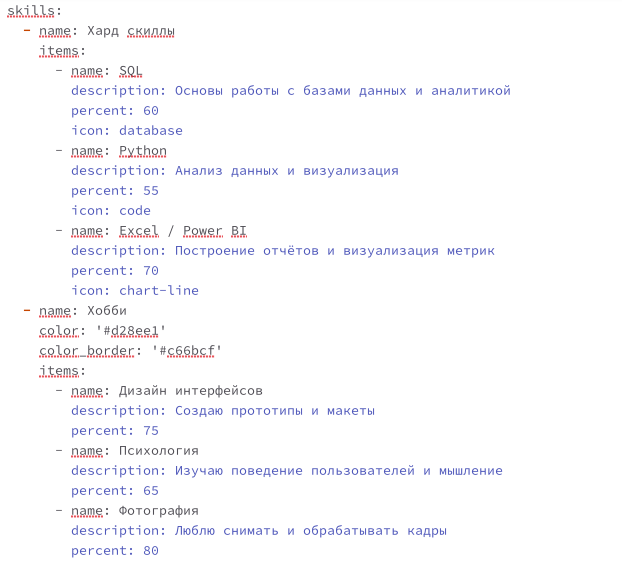 skills:
- name: Хард скиллы
items:
- name: SQL
description: Основы работы с базами данных и аналитикой
percent: 60
icon: database
- name: Python
description: Анализ данных и визуализация
percent: 55
icon: code
- name: Excel / Power BI
description: Построение отчётов и визуализация метрик
percent: 70
icon: chart-line
- name: Хобби
color: '#d28ee1'
color_border: '#c66bcf'
items:
- name: Дизайн интерфейсов
description: Создаю прототипы и макеты
percent: 75
- name: Психология
description: Изучаю поведение пользователей и мышление
percent: 65
- name: Фотография
description: Люблю снимать и обрабатывать кадры
percent: 80